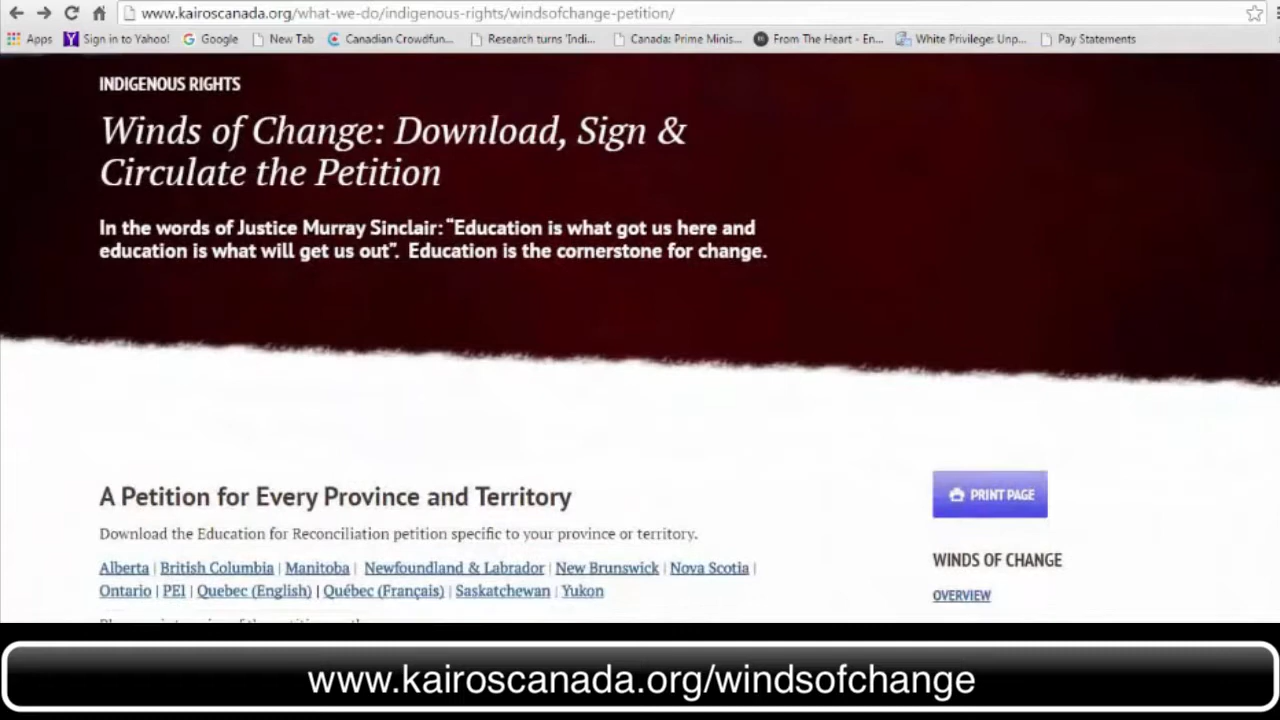 www.kairoscanada.org/what-we-do/indigenous-rights/windsofchange-petition/
Apps Sign in to Yahoo! Google New Tab Canadian Crowdfun... Research turns 'Indi... Canada: Prime Minis... From The Heart - En... White Privilege: Unp... Pay Statements
INDIGENOUS RIGHTS
Winds of Change: Download, Sign &
Circulate the Petition
In the words of Justice Murray Sinclair: “Education is what got us here and
education is what will get us out”. Education is the cornerstone for change.
A Petition for Every Province and Territory
Download the Education for Reconciliation petition specific to your province or territory.
Alberta | British Columbia | Manitoba | Newfoundland & Labrador | New Brunswick | Nova Scotia |
Ontario | PEI | Quebec (English) | Québec (Français) | Saskatchewan | Yukon
PRINT PAGE
WINDS OF CHANGE
OVERVIEW
www.kairoscanada.org/windsofchange